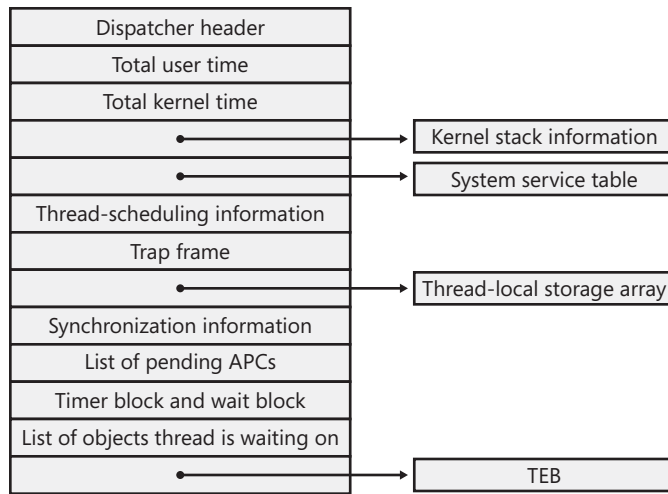 Dispatcher header
Total user time
Total kernel time
Kernel stack information
System service table
Thread-scheduling information
Trap frame
Thread-local storage array
Synchronization information
List of pending APCs
Timer block and wait block
List of objects thread is waiting on
TEB